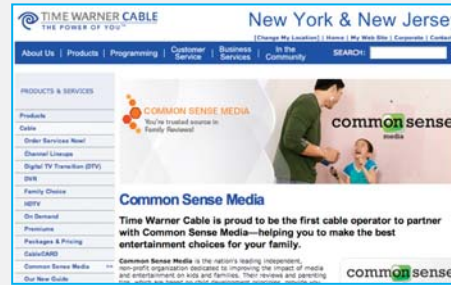 TIME WARNER CABLE
THE POWER OF YOU™
New York & New Jerse
[Change My Location] | Home | My Web Site | Corporate | Contact
About Us | Products | Programming | Customer Service | Business Services | In the Community
SEARCH:
PRODUCTS & SERVICES
Products
Cable
Order Services Now!
Channel Lineups
Digital TV Transition (DTV)
DVR
Family Choice
HDTV
On Demand
Premiums
Packages & Pricing
CableCARD
Common Sense Media
Our New Guide
COMMON SENSE MEDIA
You're trusted source in
Family Reviews!
common sense
media
Common Sense Media
Time Warner Cable is proud to be the first cable operator to partner
with Common Sense Media—helping you to make the best
entertainment choices for your family.
Common Sense Media is the nation's leading independent,
non-profit organization dedicated to improving the impact of media
and entertainment on kids and families. Their reviews and parenting
common sense